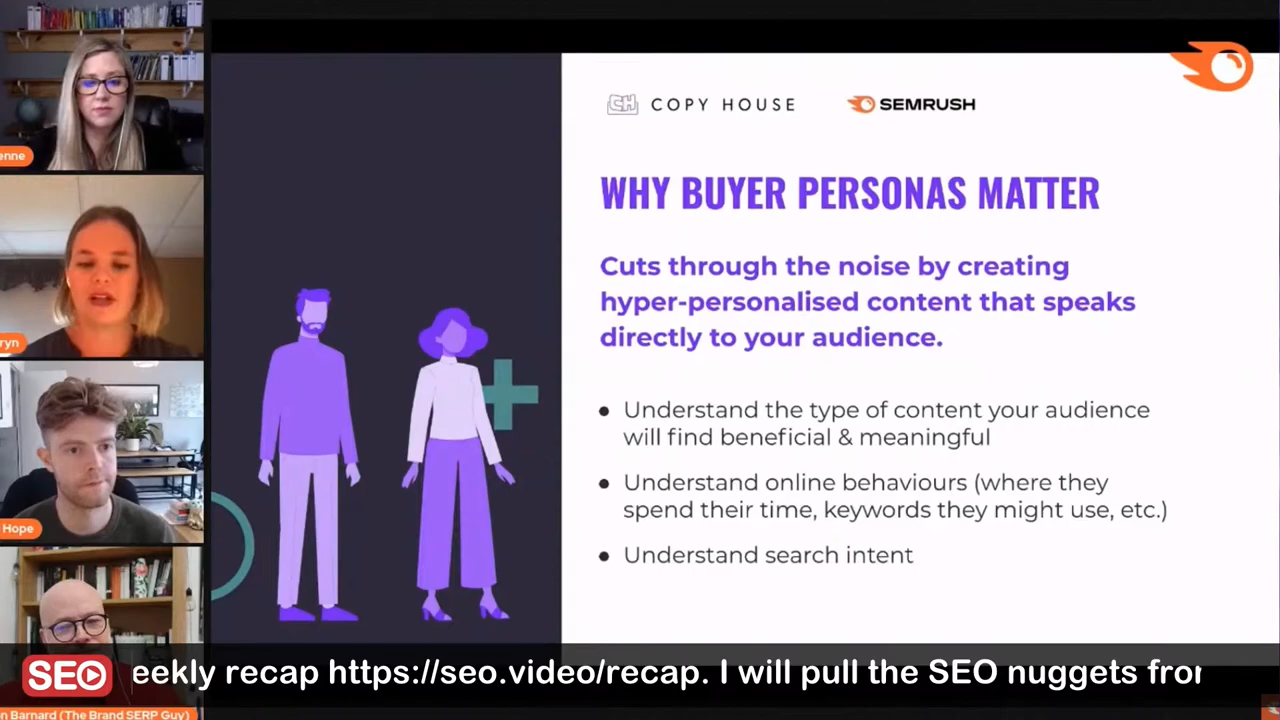 enne
ryn
Hope
n Barnard (The Brand SERP Guy)
CH COPY HOUSE
SEMRUSH
WHY BUYER PERSONAS MATTER
Cuts through the noise by creating
hyper-personalised content that speaks
directly to your audience.
● Understand the type of content your audience
will find beneficial & meaningful
● Understand online behaviours (where they
spend their time, keywords they might use, etc.)
● Understand search intent
SEO
eekly recap https://seo.video/recap. I will pull the SEO nuggets from